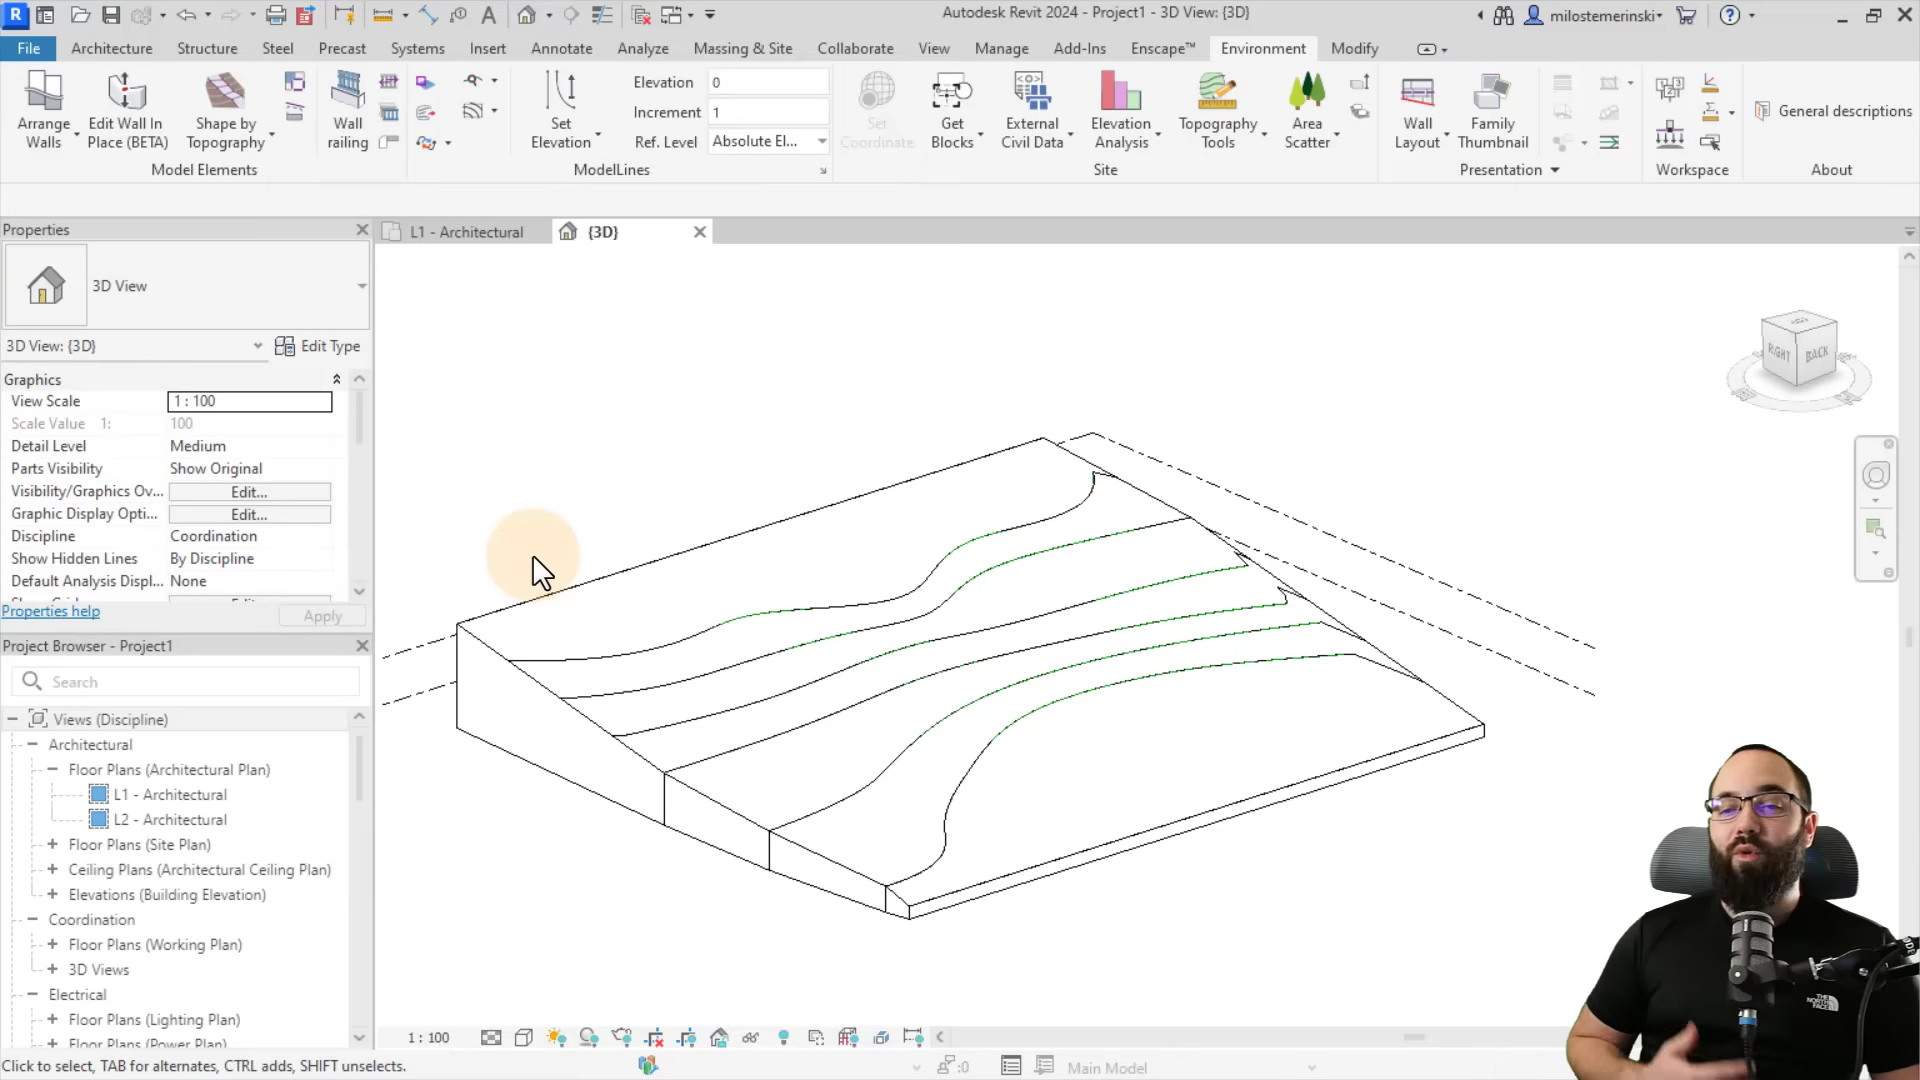 Autodesk Revit 2024 - Project1 - 3D View: {3D}
milostemerinski
File
Architecture
Structure
Steel
Precast
Systems
Insert
Annotate
Analyze
Massing & Site
Collaborate
View
Manage
Add-Ins
Enscape™
Environment
Modify
Arrange Walls
Edit Wall In Place (BETA)
Shape by Topography
Wall railing
Model Elements
Set Elevation
Elevation 0
Increment 1
Ref. Level Absolute El...
ModelLines
Set Coordinate
Get Blocks
External Civil Data
Elevation Analysis
Topography Tools
Area Scatter
Site
Wall Layout
Family Thumbnail
Presentation
Workspace
General descriptions
About
Properties
L1 - Architectural
{3D}
3D View
3D View: {3D}
Edit Type
Graphics
View Scale 1 : 100
Scale Value 1: 100
Detail Level Medium
Parts Visibility Show Original
Visibility/Graphics Ov... Edit...
Graphic Display Opti... Edit...
Discipline Coordination
Show Hidden Lines By Discipline
Default Analysis Displ... None
Properties help
Apply
Project Browser - Project1
Search
Views (Discipline)
Architectural
Floor Plans (Architectural Plan)
L1 - Architectural
L2 - Architectural
Floor Plans (Site Plan)
Ceiling Plans (Architectural Ceiling Plan)
Elevations (Building Elevation)
Coordination
Floor Plans (Working Plan)
3D Views
Electrical
Floor Plans (Lighting Plan)
Floor Plans (Power Plan)
RIGHT
BACK
THE NORTH FACE
1 : 100
Click to select, TAB for alternates, CTRL adds, SHIFT unselects.
:0
Main Model